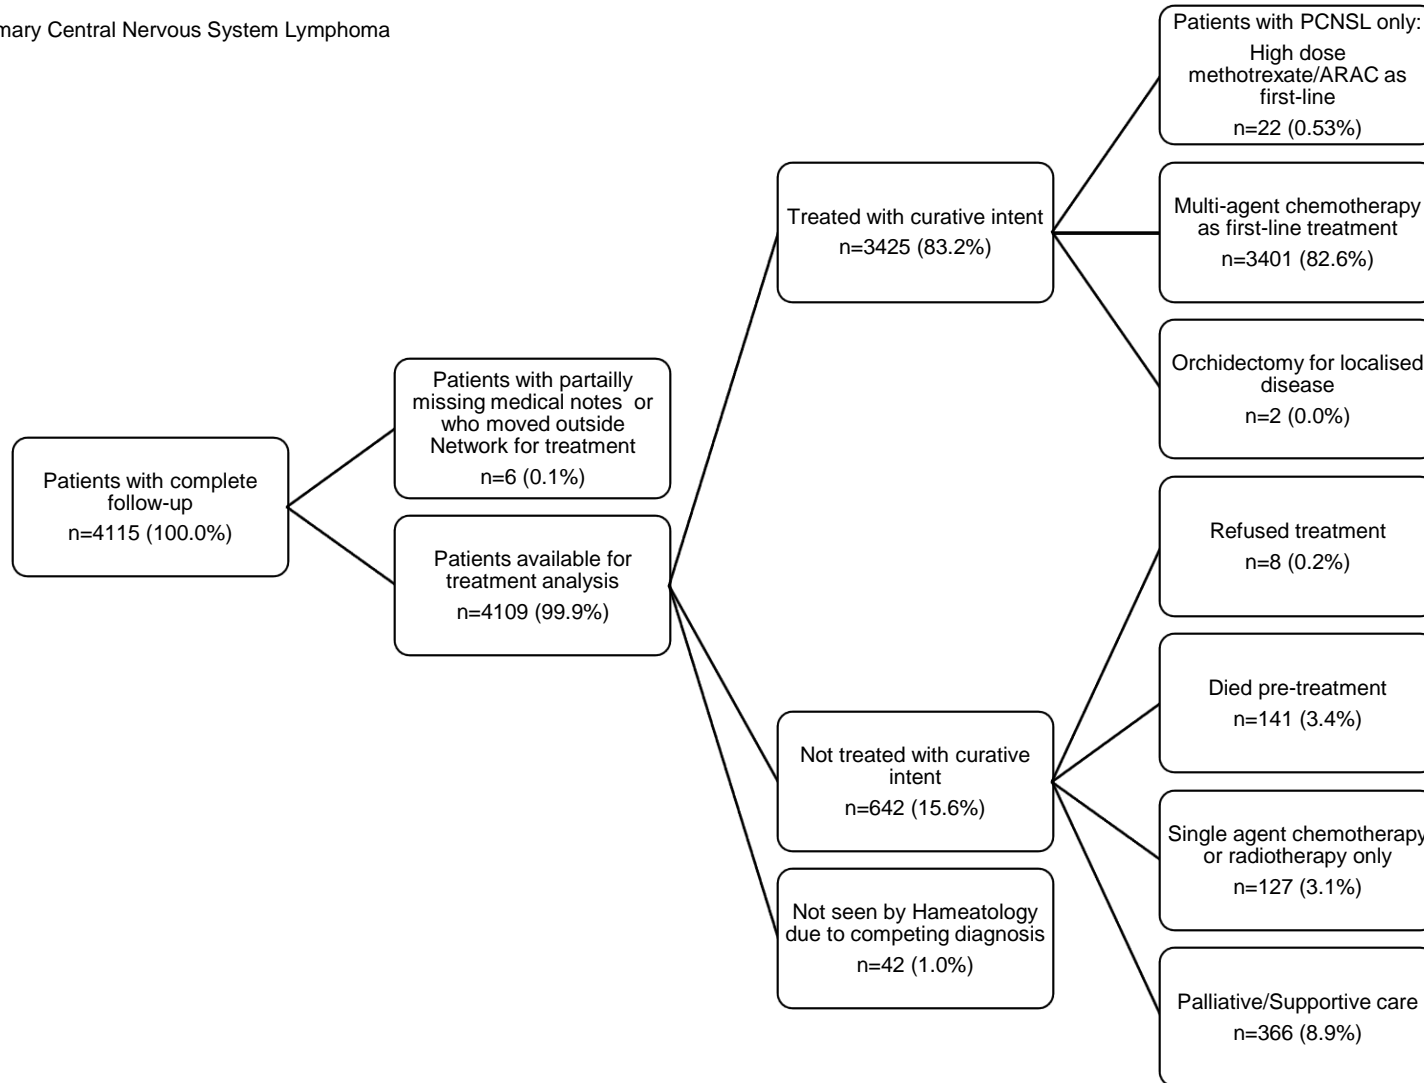 mary Central Nervous System Lymphoma
Patients with complete
follow-up
n=4115 (100.0%)
Patients with partailly
missing medical notes or
who moved outside
Network for treatment
n=6 (0.1%)
Patients available for
treatment analysis
n=4109 (99.9%)
Treated with curative intent
n=3425 (83.2%)
Not treated with curative
intent
n=642 (15.6%)
Not seen by Hameatology
due to competing diagnosis
n=42 (1.0%)
Patients with PCNSL only:
High dose
methotrexate/ARAC as
first-line
n=22 (0.53%)
Multi-agent chemotherapy
as first-line treatment
n=3401 (82.6%)
Orchidectomy for localised
disease
n=2 (0.0%)
Refused treatment
n=8 (0.2%)
Died pre-treatment
n=141 (3.4%)
Single agent chemotherapy
or radiotherapy only
n=127 (3.1%)
Palliative/Supportive care
n=366 (8.9%)